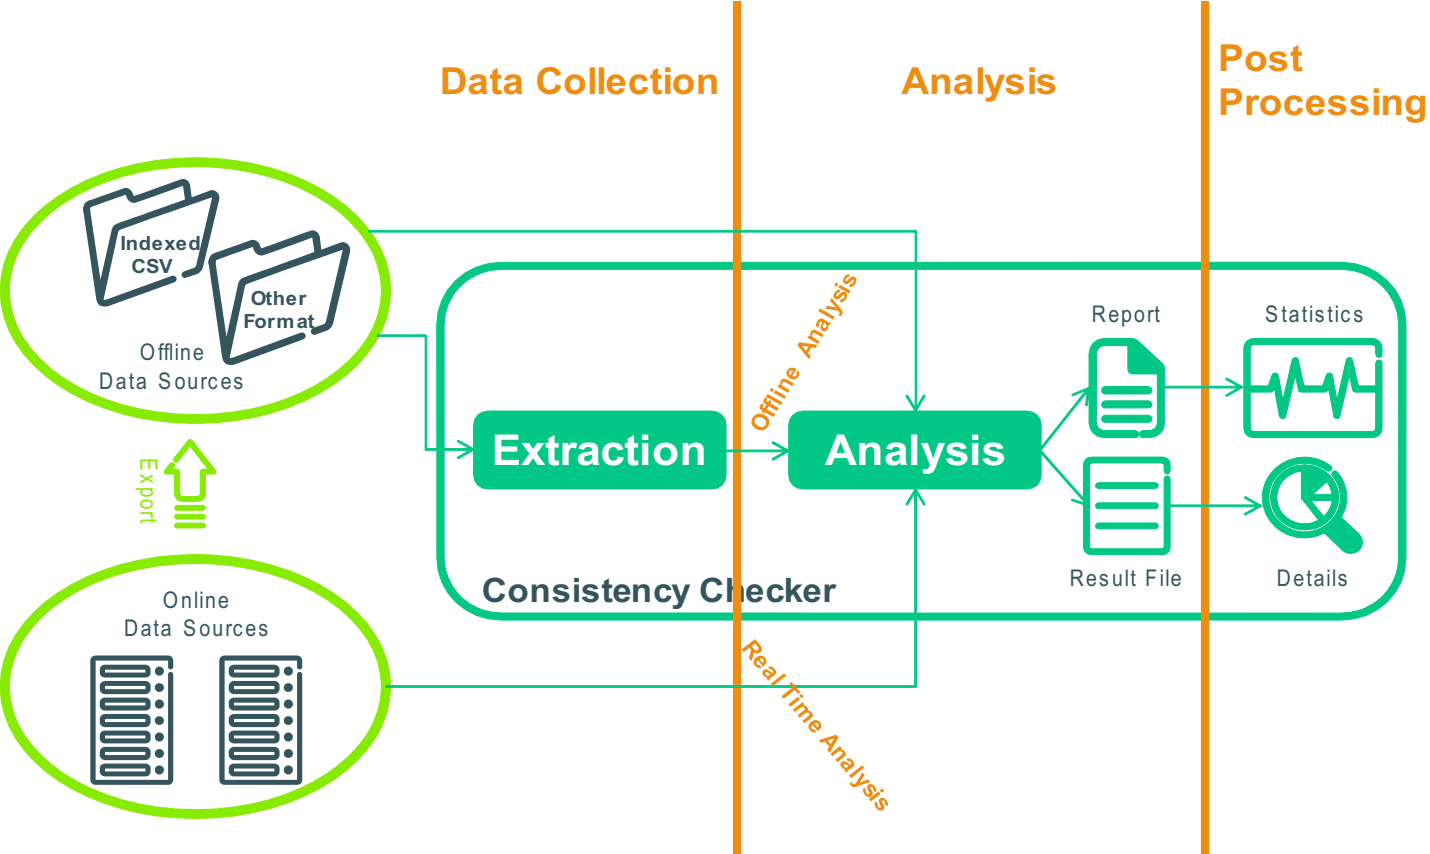 Data Collection
Analysis
Post
Processing
Indexed
CSV
Other
Format
Offline
Data Sources
Export
Online
Data Sources
Offline Analysis
Extraction
Analysis
Report
Statistics
Result File
Details
Consistency Checker
Real Time Analysis